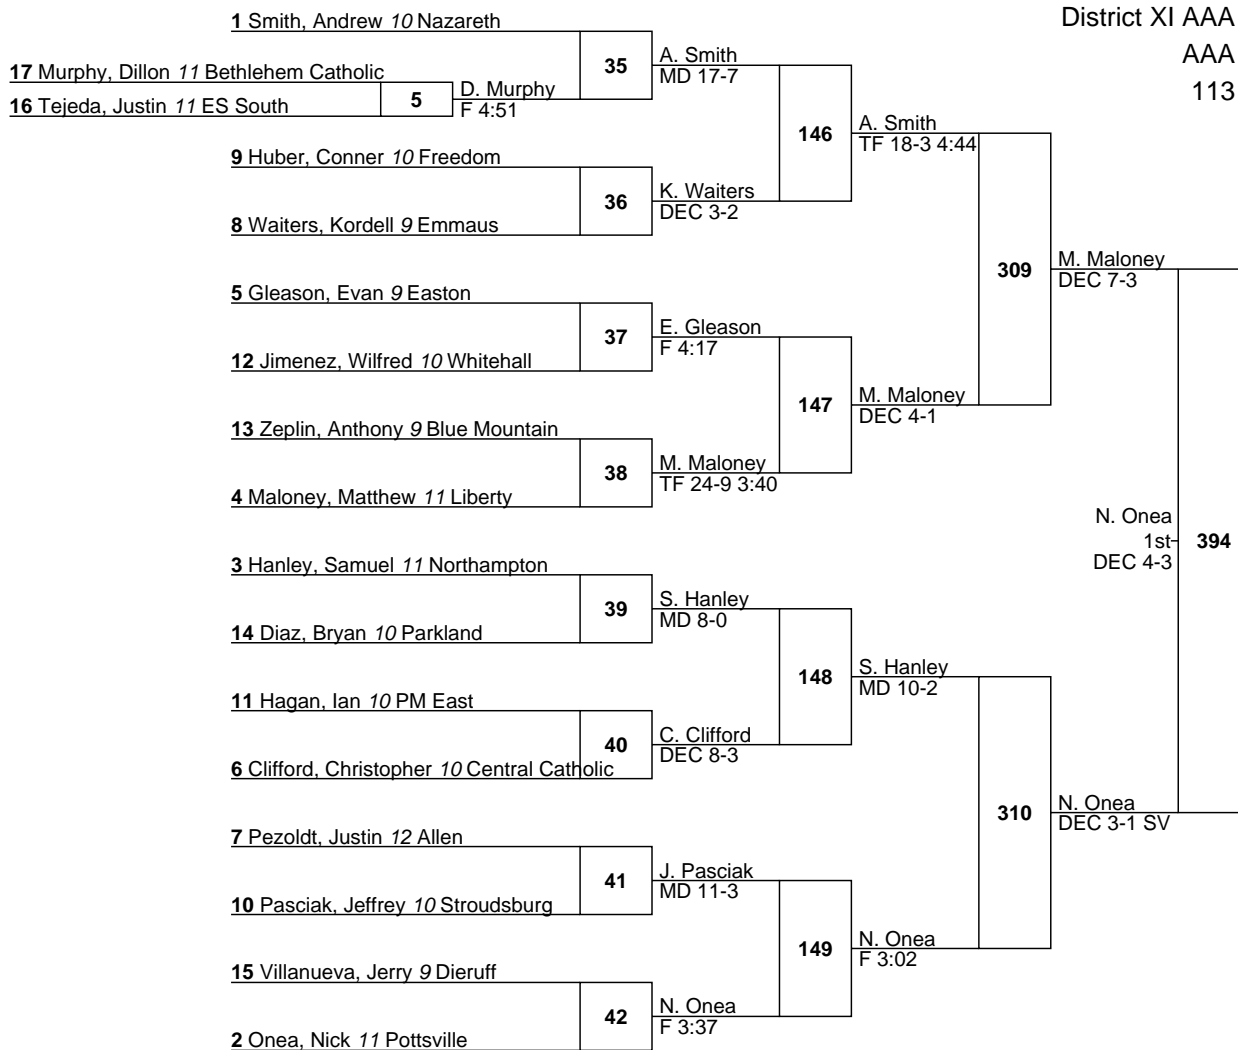 District XI AAA
AAA
113
1 Smith, Andrew 10 Nazareth
35
A. Smith
MD 17-7
17 Murphy, Dillon 11 Bethlehem Catholic
5
D. Murphy
F 4:51
16 Tejeda, Justin 11 ES South
146
A. Smith
TF 18-3 4:44
9 Huber, Conner 10 Freedom
36
K. Waiters
DEC 3-2
8 Waiters, Kordell 9 Emmaus
309
M. Maloney
DEC 7-3
5 Gleason, Evan 9 Easton
37
E. Gleason
F 4:17
12 Jimenez, Wilfred 10 Whitehall
147
M. Maloney
DEC 4-1
13 Zeplin, Anthony 9 Blue Mountain
38
M. Maloney
TF 24-9 3:40
4 Maloney, Matthew 11 Liberty
N. Onea
1st
394
DEC 4-3
3 Hanley, Samuel 11 Northampton
39
S. Hanley
MD 8-0
14 Diaz, Bryan 10 Parkland
148
S. Hanley
MD 10-2
11 Hagan, Ian 10 PM East
40
C. Clifford
DEC 8-3
6 Clifford, Christopher 10 Central Catholic
310
N. Onea
DEC 3-1 SV
7 Pezoldt, Justin 12 Allen
41
J. Pasciak
MD 11-3
10 Pasciak, Jeffrey 10 Stroudsburg
149
N. Onea
F 3:02
15 Villanueva, Jerry 9 Dieruff
42
N. Onea
F 3:37
2 Onea, Nick 11 Pottsville